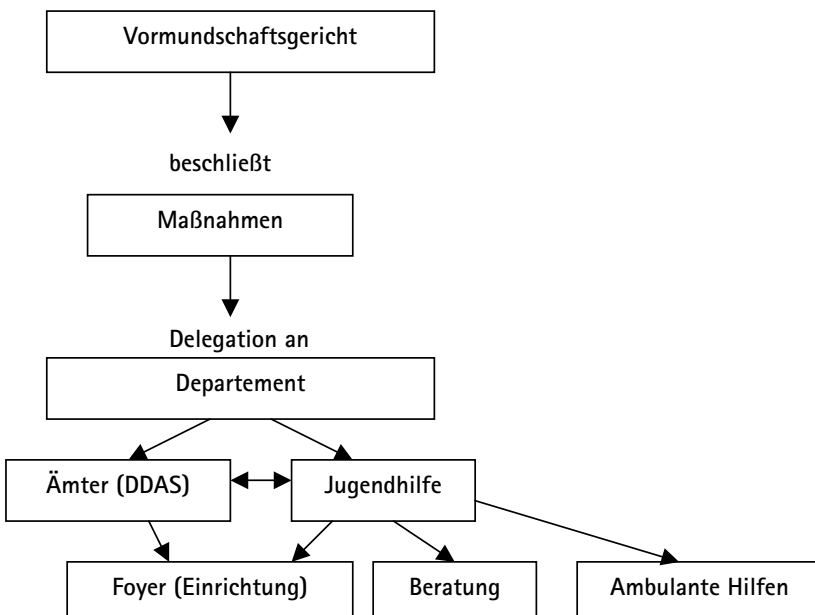 Vormundschaftsgericht
beschließt
Maßnahmen
Delegation an
Departement
Ämter (DDAS)
Jugendhilfe
Foyer (Einrichtung)
Beratung
Ambulante Hilfen